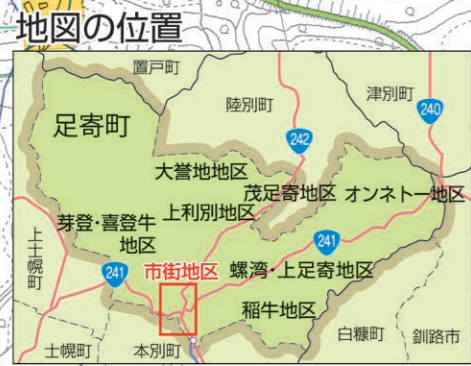 地図の位置
置戸町
陸別町
津別町
240
足寄町
242
大誉地地区
茂足寄地区
オンネトー地区
上利別地区
芽登・喜登牛
地区
上士幌町
241
241
市街地区
螺湾・上足寄地区
稲牛地区
白糠町
釧路市
士幌町
本別町